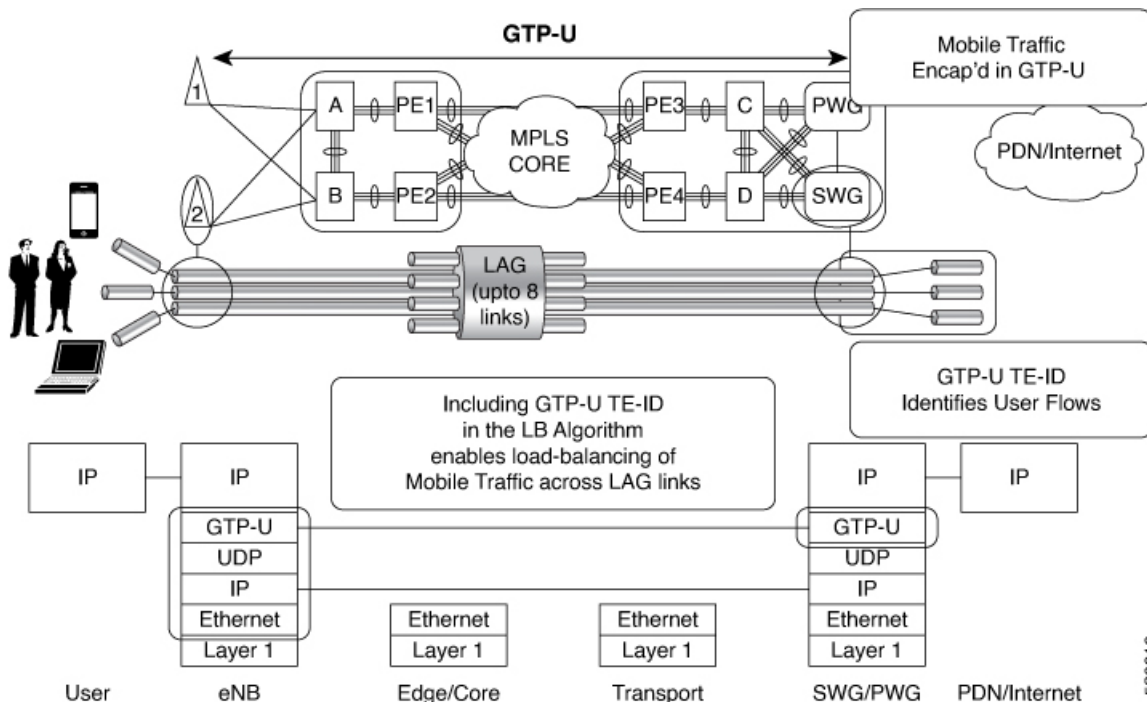 GTP-U
Mobile Traffic
Encap'd in GTP-U
1
A
PE1
PE3
C
PWG
MPLS
CORE
PDN/Internet
2
B
PE2
PE4
D
SWG
LAG
(upto 8
links)
Including GTP-U TE-ID
in the LB Algorithm
enables load-balancing of
Mobile Traffic across LAG links
GTP-U TE-ID
Identifies User Flows
IP
IP
IP
IP
GTP-U
GTP-U
UDP
UDP
IP
IP
Ethernet
Ethernet
Ethernet
Ethernet
Layer 1
Layer 1
Layer 1
Layer 1
User
eNB
Edge/Core
Transport
SWG/PWG
PDN/Internet